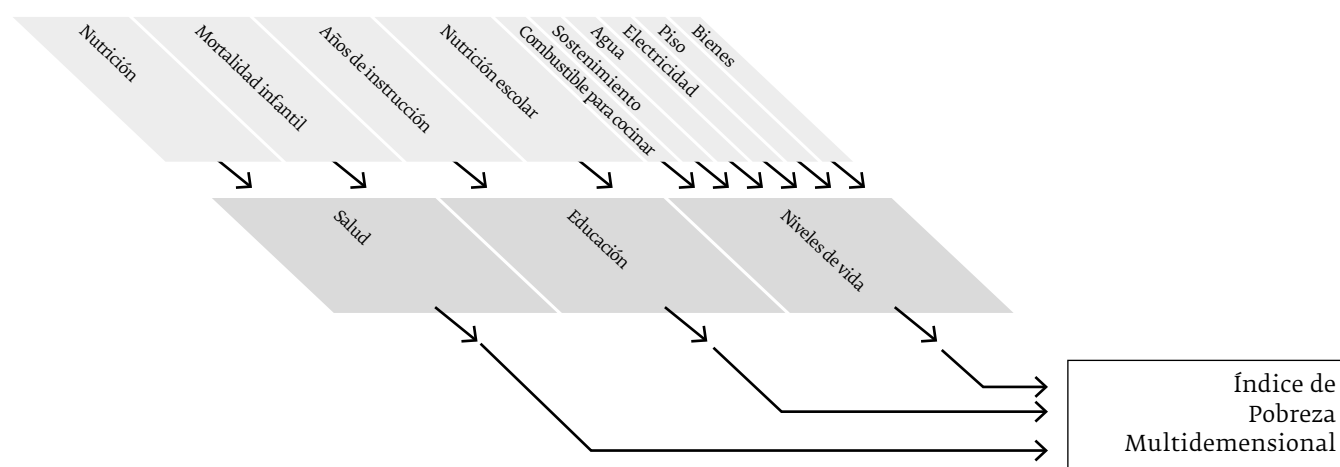 Nutrición
Mortalidad infantil
Años de instrucción
Nutrición escolar
Combustible para cocinar
Sostenimiento
Agua
Electricidad
Piso
Bienes
Salud
Educación
Niveles de vida
Índice de
Pobreza
Multidemensional